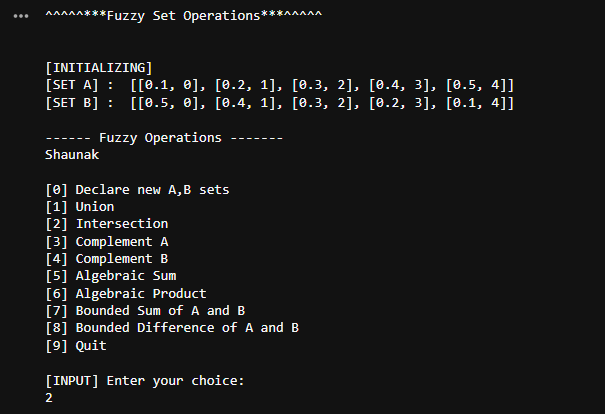 ^^^^^***Fuzzy Set Operations***^^^^^
[INITIALIZING]
[SET A] :  [[0.1, 0], [0.2, 1], [0.3, 2], [0.4, 3], [0.5, 4]]
[SET B] :  [[0.5, 0], [0.4, 1], [0.3, 2], [0.2, 3], [0.1, 4]]
------ Fuzzy Operations -------
Shaunak
[0] Declare new A,B sets
[1] Union
[2] Intersection
[3] Complement A
[4] Complement B
[5] Algebraic Sum
[6] Algebraic Product
[7] Bounded Sum of A and B
[8] Bounded Difference of A and B
[9] Quit
[INPUT] Enter your choice:
2